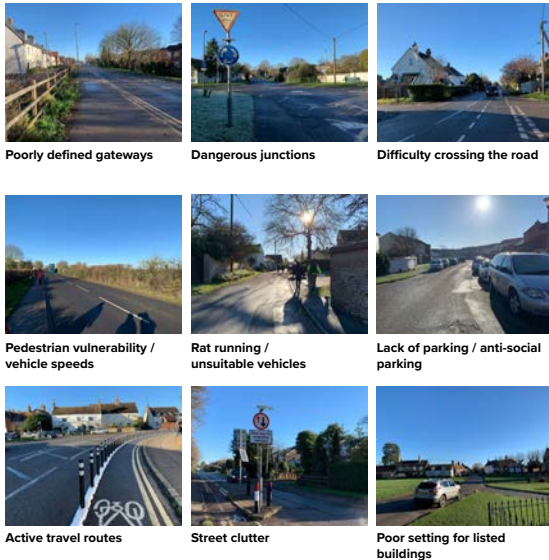 Poorly defined gateways
Dangerous junctions
Difficulty crossing the road
Pedestrian vulnerability /
vehicle speeds
Rat running /
unsuitable vehicles
Lack of parking / anti-social
parking
Active travel routes
Street clutter
Poor setting for listed
buildings